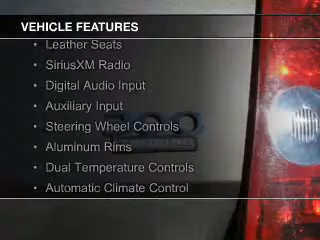 VEHICLE FEATURES
• Leather Seats
• SiriusXM Radio
• Digital Audio Input
• Auxiliary Input
• Steering Wheel Controls
• Aluminum Rims
• Dual Temperature Controls
• Automatic Climate Control